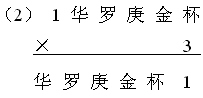 (2) 1 华 罗 庚 金 杯
× 3
华 罗 庚 金 杯 1